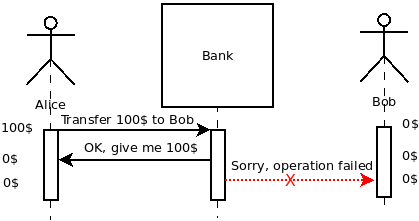 Bank
Alice
Bob
Transfer 100$ to Bob
100$
0$
OK, give me 100$
0$
0$
Sorry, operation failed
X
0$
0$